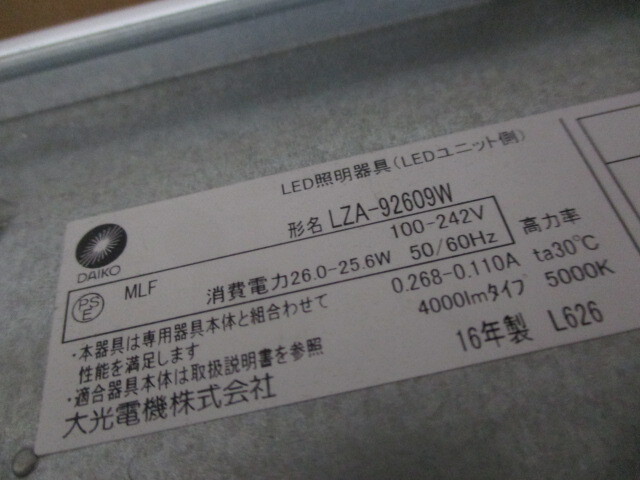 LED照明器具(LEDユニット側)
DAIKO
形名 LZA-92609W
PS
E
MLF
100-242V
消費電力26.0-25.6W 50/60Hz
高力率
0.268-0.110A ta30℃
4000lmタイプ 5000K
・本器具は専用器具本体と組合わせて
性能を満足します
・適合器具本体は取扱説明書を参照
16年製 L626
大光電機株式会社